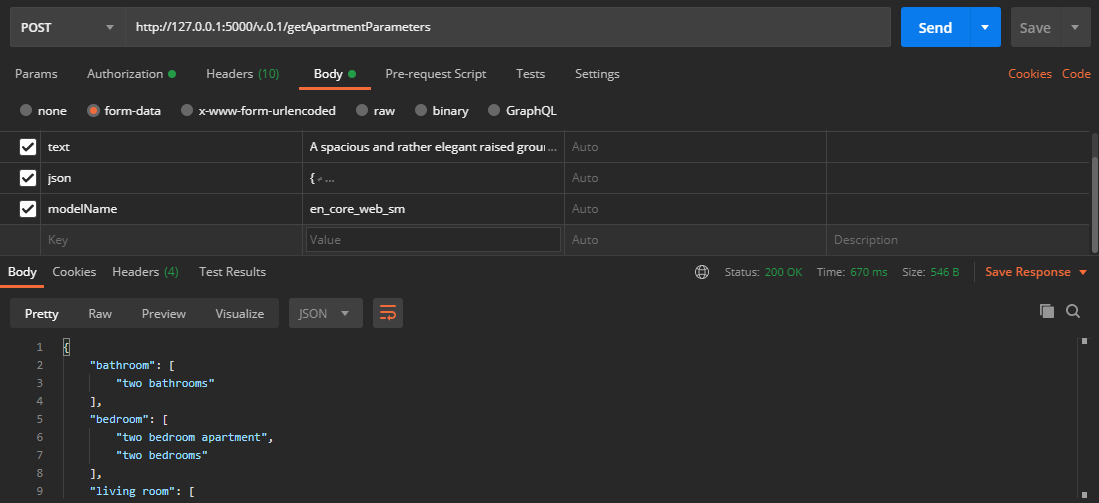 POST http://127.0.0.1:5000/v.0.1/getApartmentParameters Send Save
Params Authorization Headers (10) Body Pre-request Script Tests Settings Cookies Code
none form-data x-www-form-urlencoded raw binary GraphQL
text A spacious and rather elegant raised grou... Auto
json { ... Auto
modelName en_core_web_sm Auto
Key Value Auto Description
Body Cookies Headers (4) Test Results Status: 200 OK Time: 670 ms Size: 546 B Save Response
Pretty Raw Preview Visualize JSON
1 {
2 "bathroom": [
3 "two bathrooms"
4 ],
5 "bedroom": [
6 "two bedroom apartment",
7 "two bedrooms"
8 ],
9 "living room": [